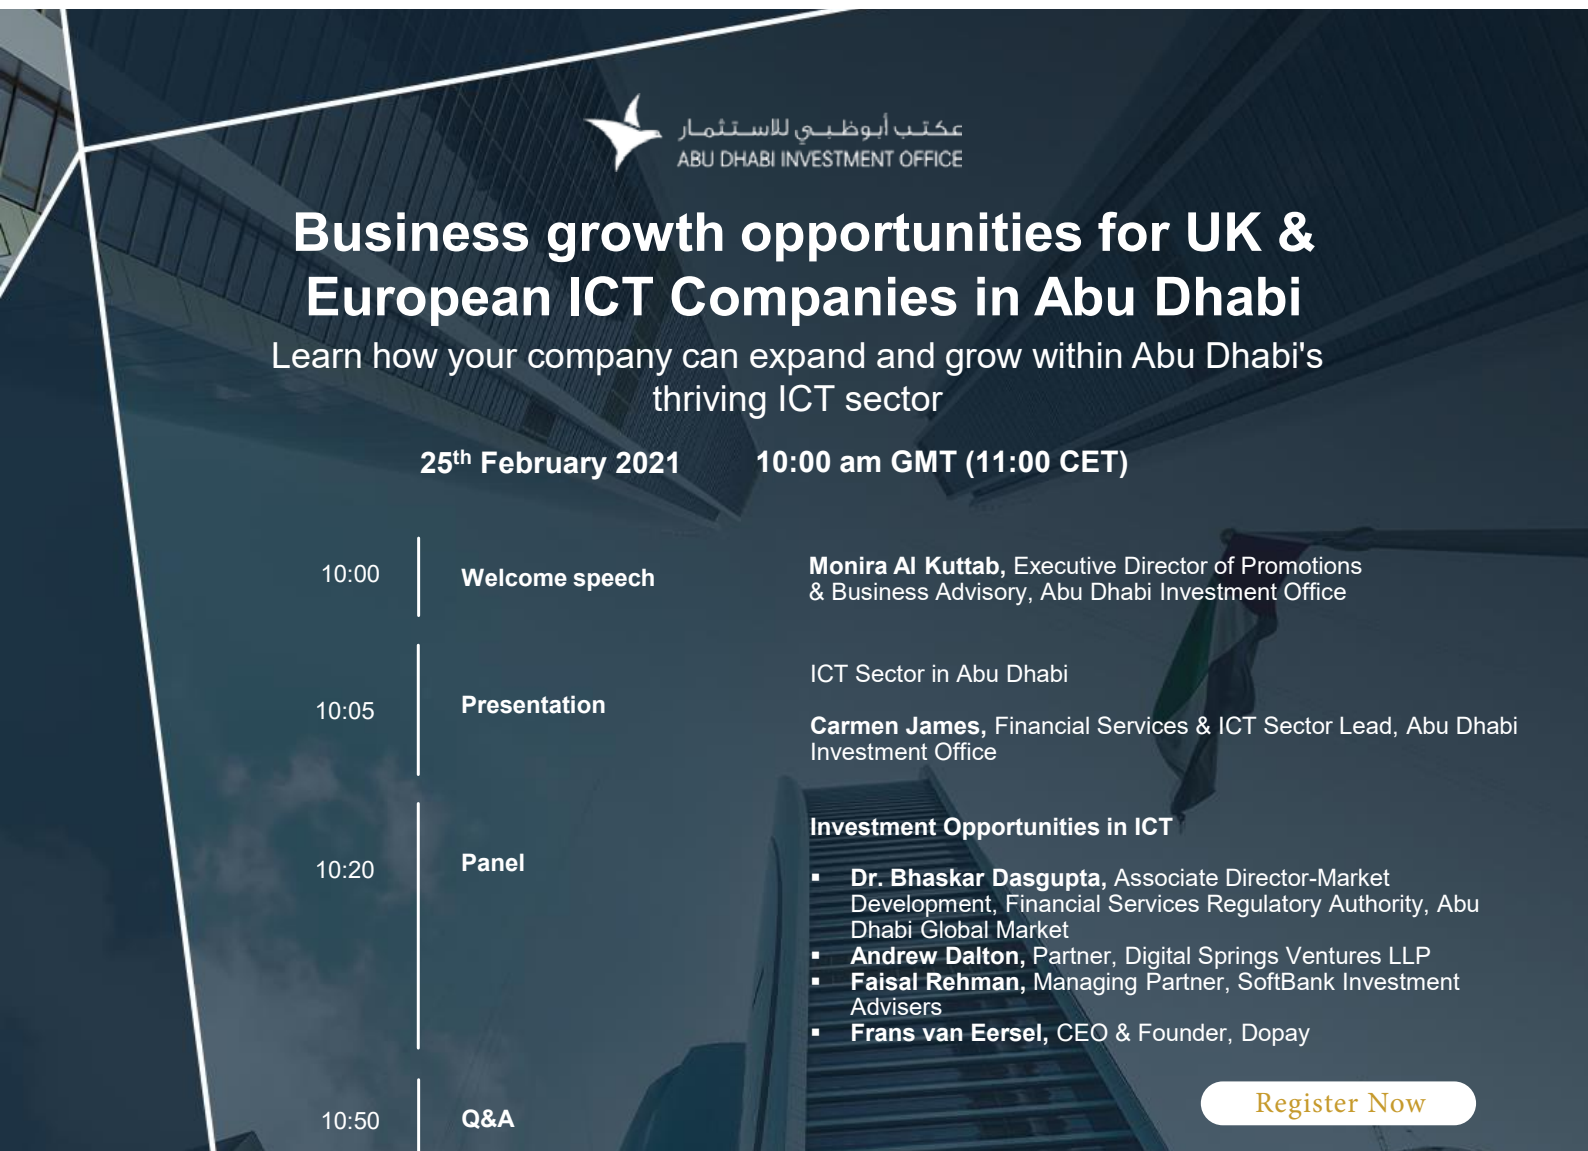 مكتب أبوظبي للاستثمار
ABU DHABI INVESTMENT OFFICE
Business growth opportunities for UK &
European ICT Companies in Abu Dhabi
Learn how your company can expand and grow within Abu Dhabi's
thriving ICT sector
25th February 2021 10:00 am GMT (11:00 CET)
10:00
Welcome speech
Monira Al Kuttab, Executive Director of Promotions
& Business Advisory, Abu Dhabi Investment Office
10:05
Presentation
ICT Sector in Abu Dhabi
Carmen James, Financial Services & ICT Sector Lead, Abu Dhabi
Investment Office
10:20
Panel
Investment Opportunities in ICT
▪ Dr. Bhaskar Dasgupta, Associate Director-Market
Development, Financial Services Regulatory Authority, Abu
Dhabi Global Market
▪ Andrew Dalton, Partner, Digital Springs Ventures LLP
▪ Faisal Rehman, Managing Partner, SoftBank Investment
Advisers
▪ Frans van Eersel, CEO & Founder, Dopay
10:50
Q&A
Register Now